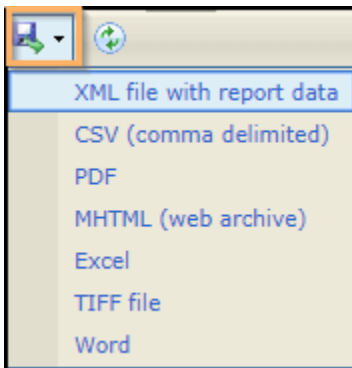 XML file with report data
CSV (comma delimited)
PDF
MHTML (web archive)
Excel
TIFF file
Word